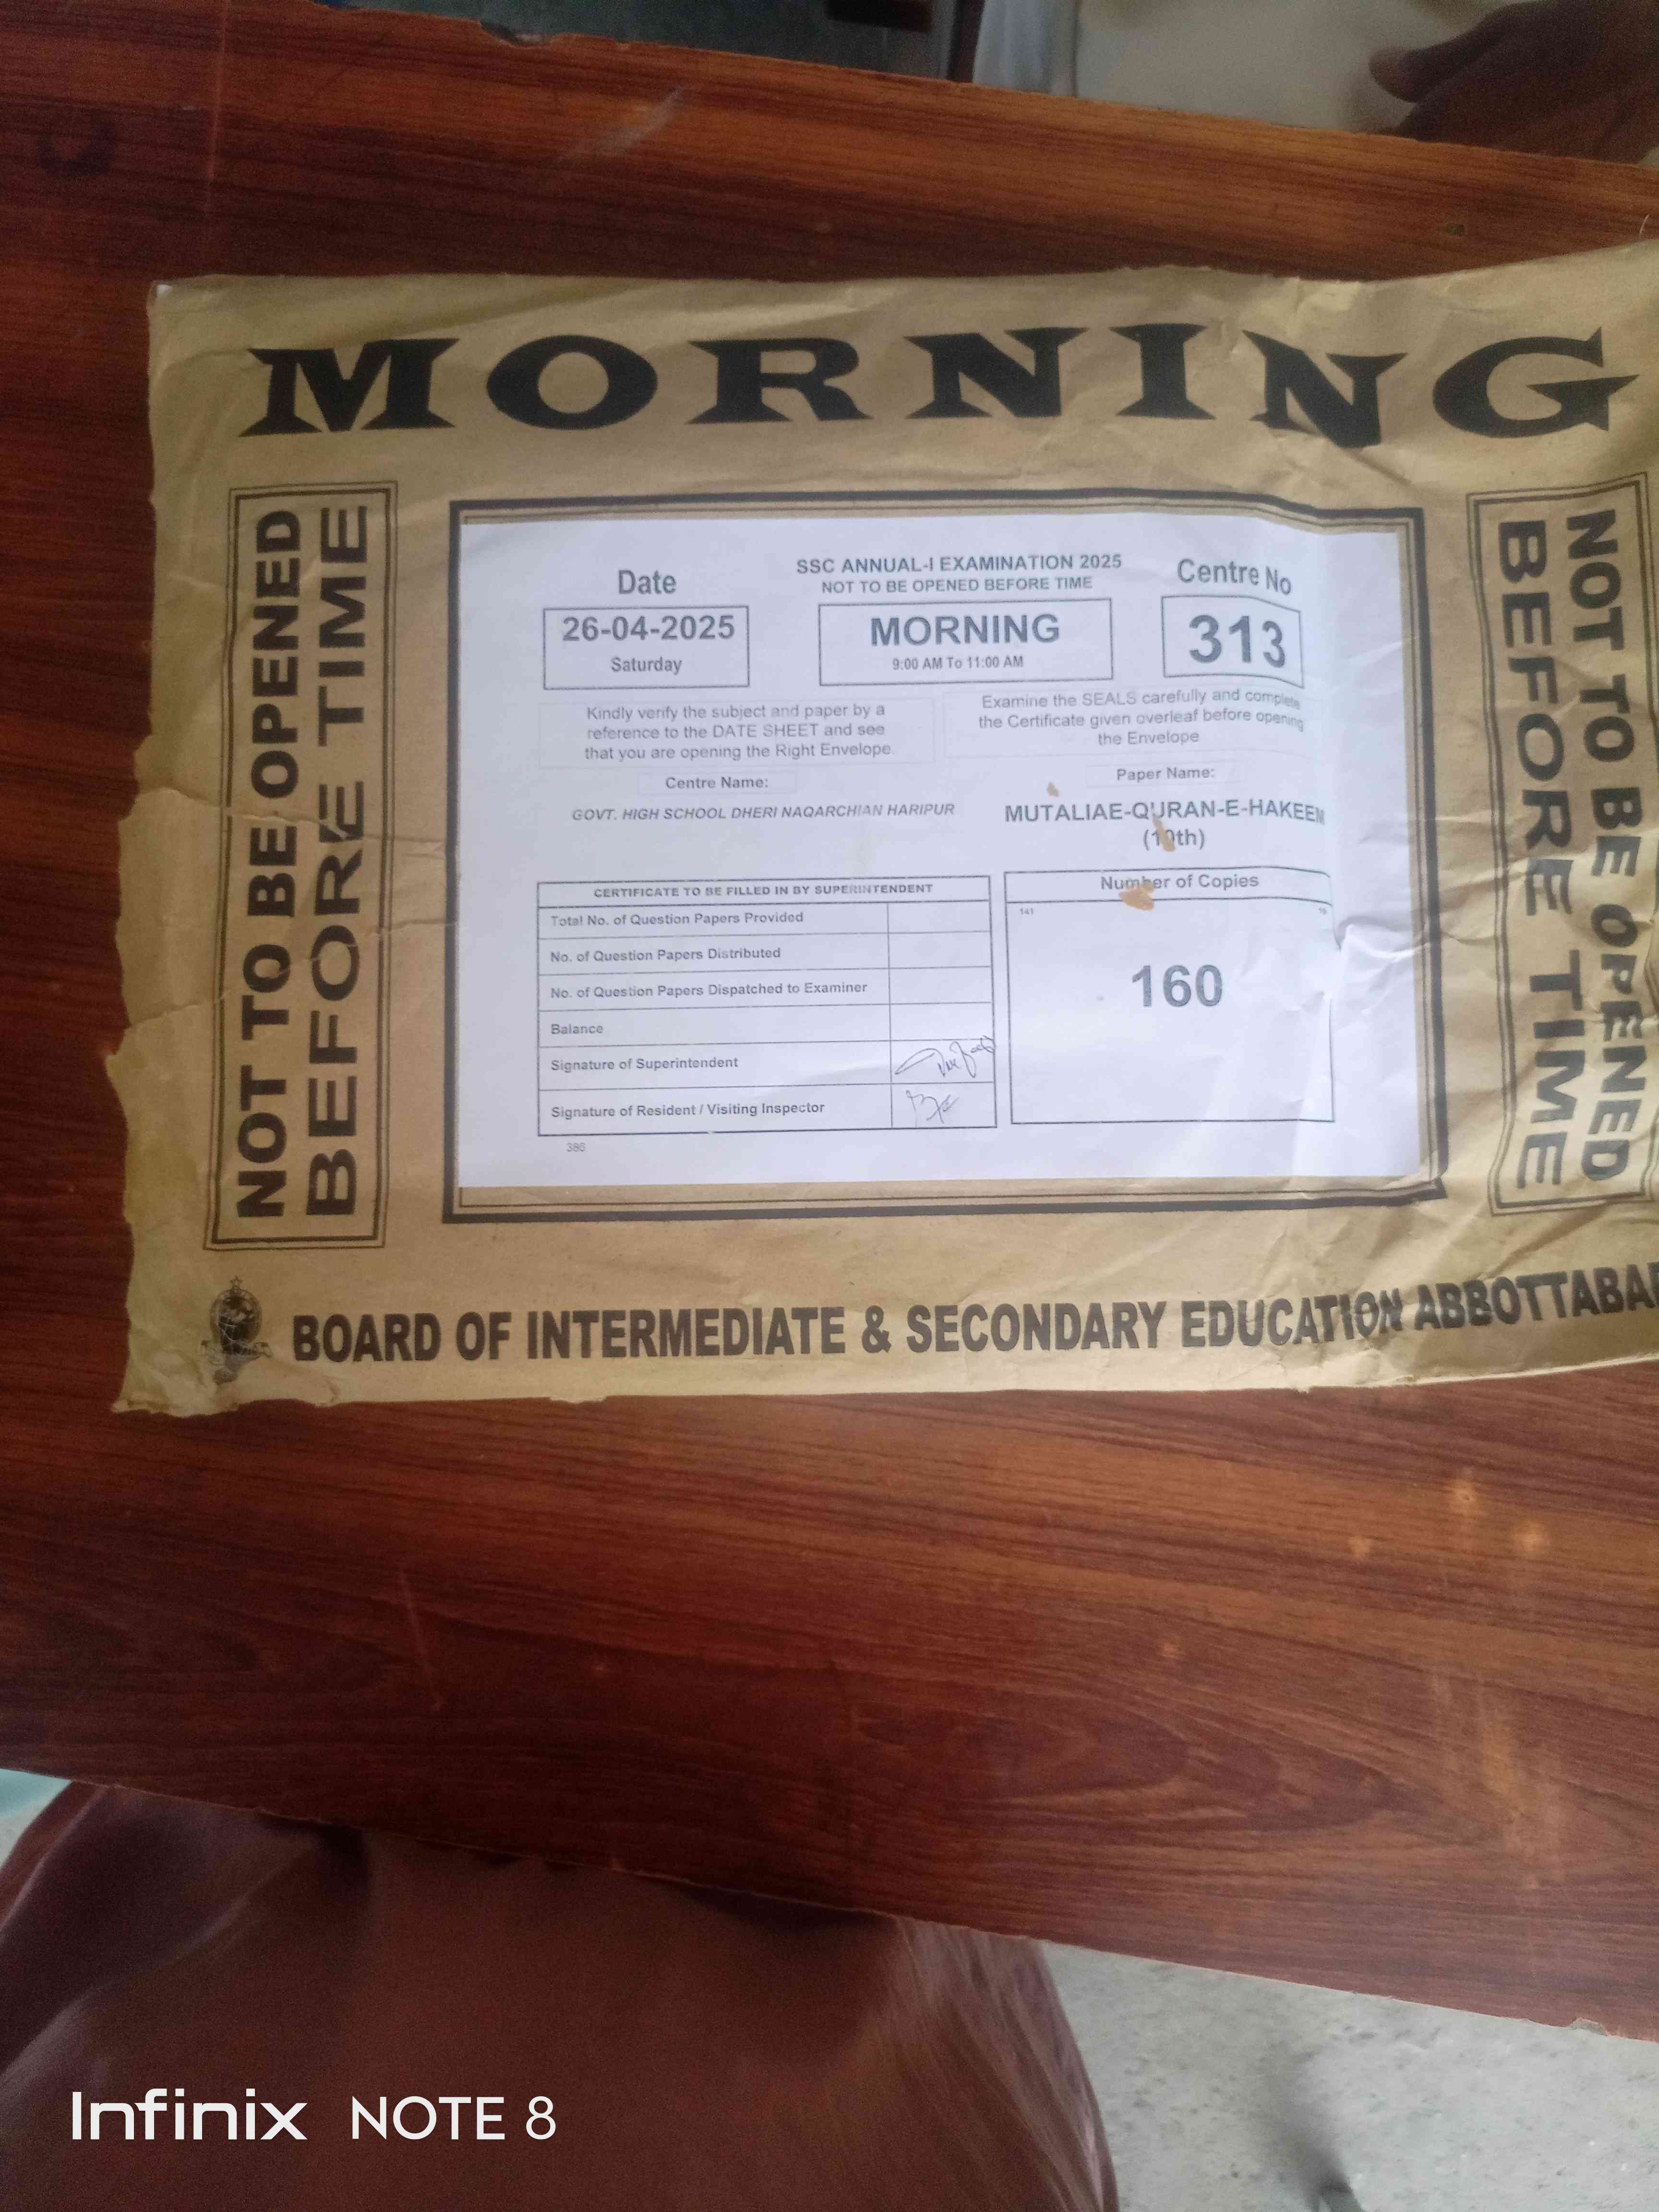 MORNING
NOT TO BE OPENED
BEFORE TIME
SSC ANNUAL-I EXAMINATION 2025
NOT TO BE OPENED BEFORE TIME
Date
26-04-2025
Saturday
MORNING
9:00 AM To 11:00 AM
Centre No
313
Kindly verify the subject and paper by a
reference to the DATE SHEET and see
that you are opening the Right Envelope.
Examine the SEALS carefully and complete
the Certificate given overleaf before opening
the Envelope
Centre Name:
GOVT. HIGH SCHOOL DHERI NAQARCHIAN HARIPUR
Paper Name:
MUTALIAE-QURAN-E-HAKEEM
(10th)
CERTIFICATE TO BE FILLED IN BY SUPERINTENDENT
Total No. of Question Papers Provided
No. of Question Papers Distributed
No. of Question Papers Dispatched to Examiner
Balance
Signature of Superintendent
Signature of Resident / Visiting Inspector
386
Number of Copies
141
160
NOT TO BE OPENED
BEFORE TIME
BOARD OF INTERMEDIATE & SECONDARY EDUCATION ABBOTTABA
Infinix NOTE 8